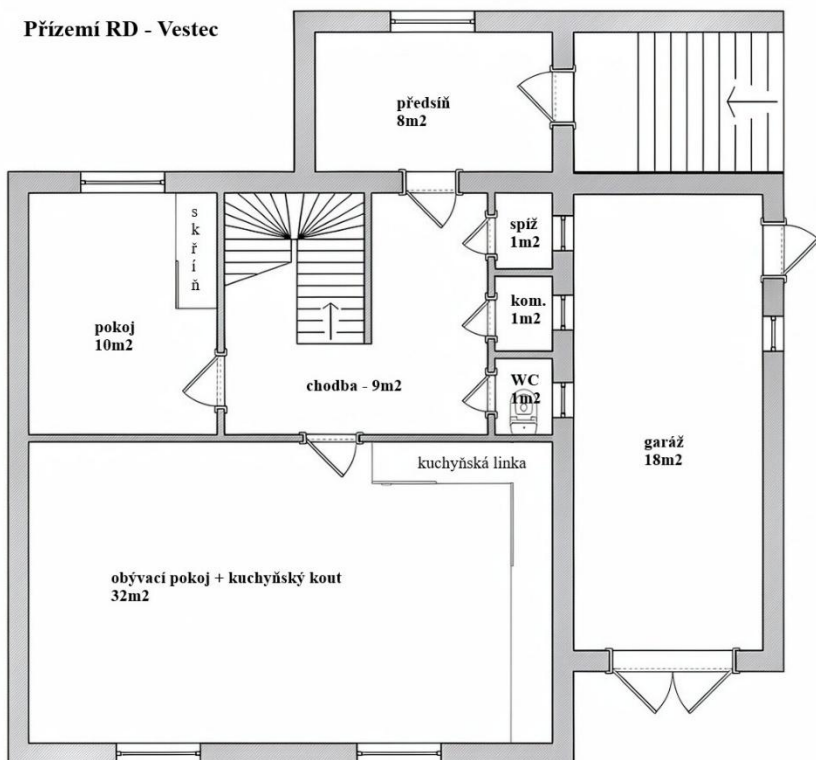 Přízemí RD - Vestec
předsíň
8m2
skříň
spíž
1m2
kom.
1m2
pokoj
10m2
chodba - 9m2
WC
1m2
garáž
18m2
kuchyňská linka
obývací pokoj + kuchyňský kout
32m2